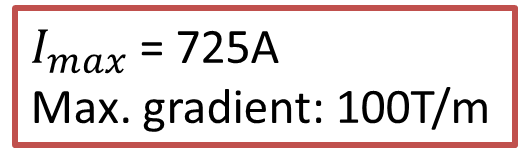 I_max = 725A
Max. gradient: 100T/m